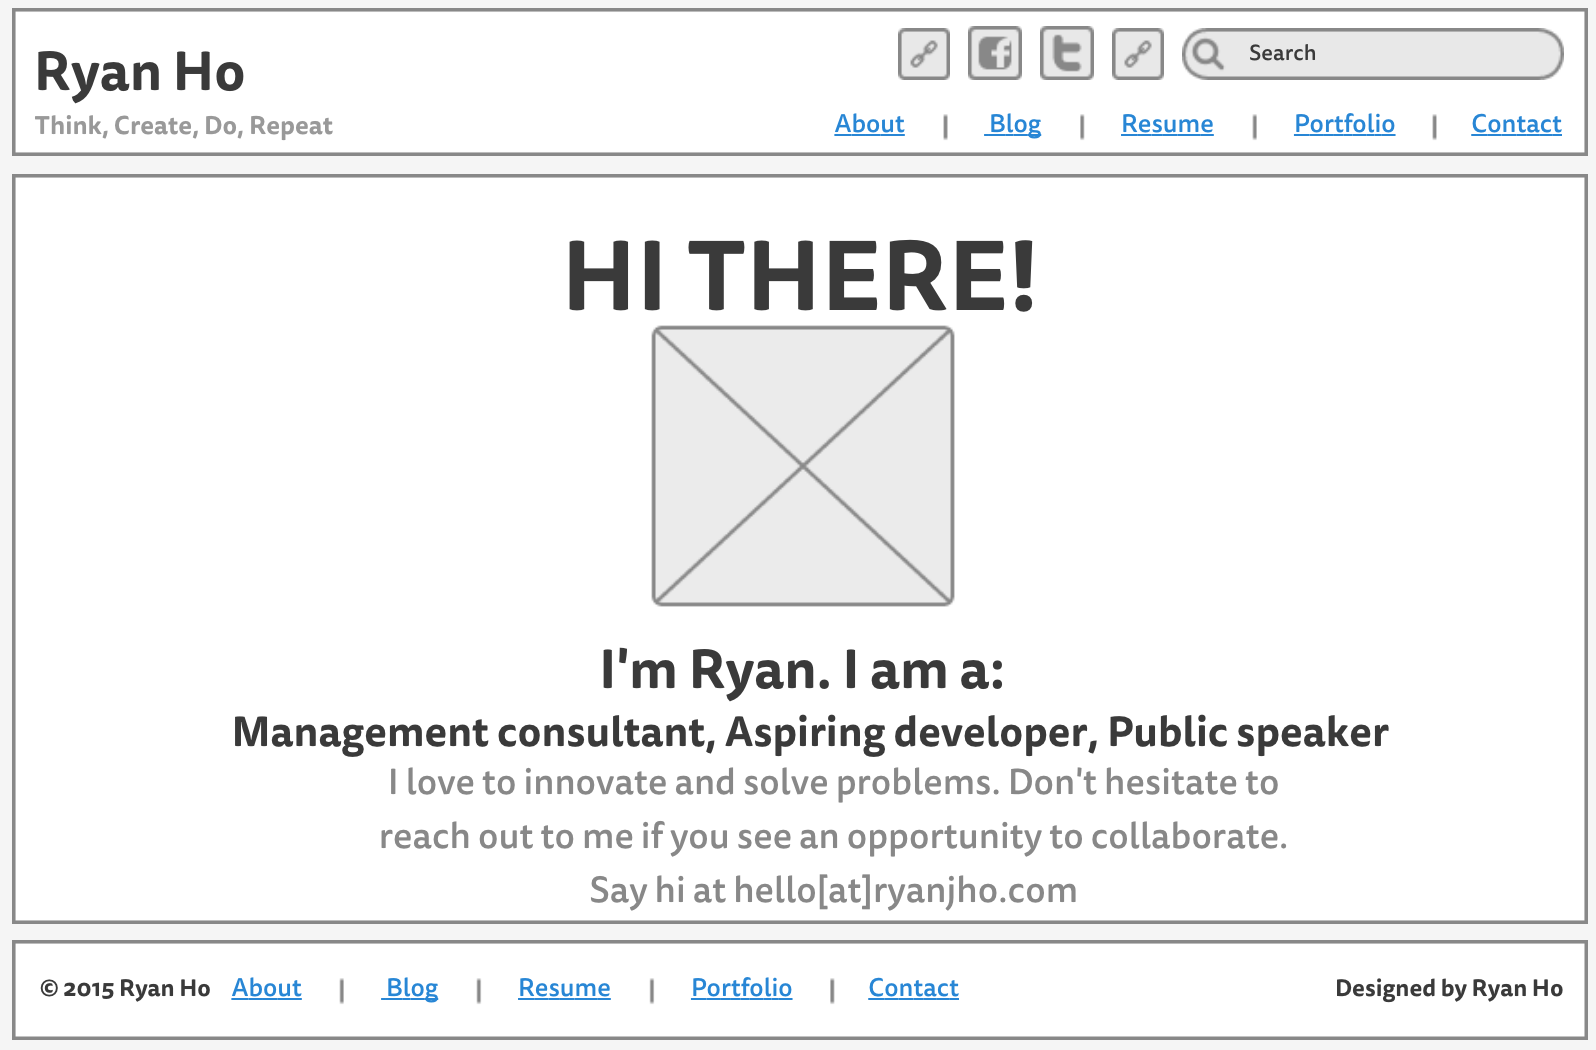 Ryan Ho
Think, Create, Do, Repeat
Search
About | Blog | Resume | Portfolio | Contact
HI THERE!
I'm Ryan. I am a:
Management consultant, Aspiring developer, Public speaker
I love to innovate and solve problems. Don't hesitate to
reach out to me if you see an opportunity to collaborate.
Say hi at hello[at]ryanjho.com
© 2015 Ryan Ho About | Blog | Resume | Portfolio | Contact Designed by Ryan Ho